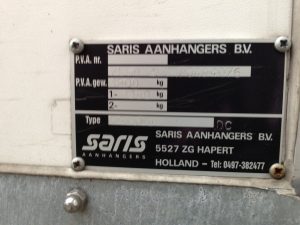 SARIS AANHANGERS B.V.
P.V.A. nr.
P.V.A. gew. kg
1- kg
2- kg
Type DC
saris
AANHANGERS
SARIS AANHANGERS B.V.
5527 ZG HAPERT
HOLLAND - Tel: 0497-382477